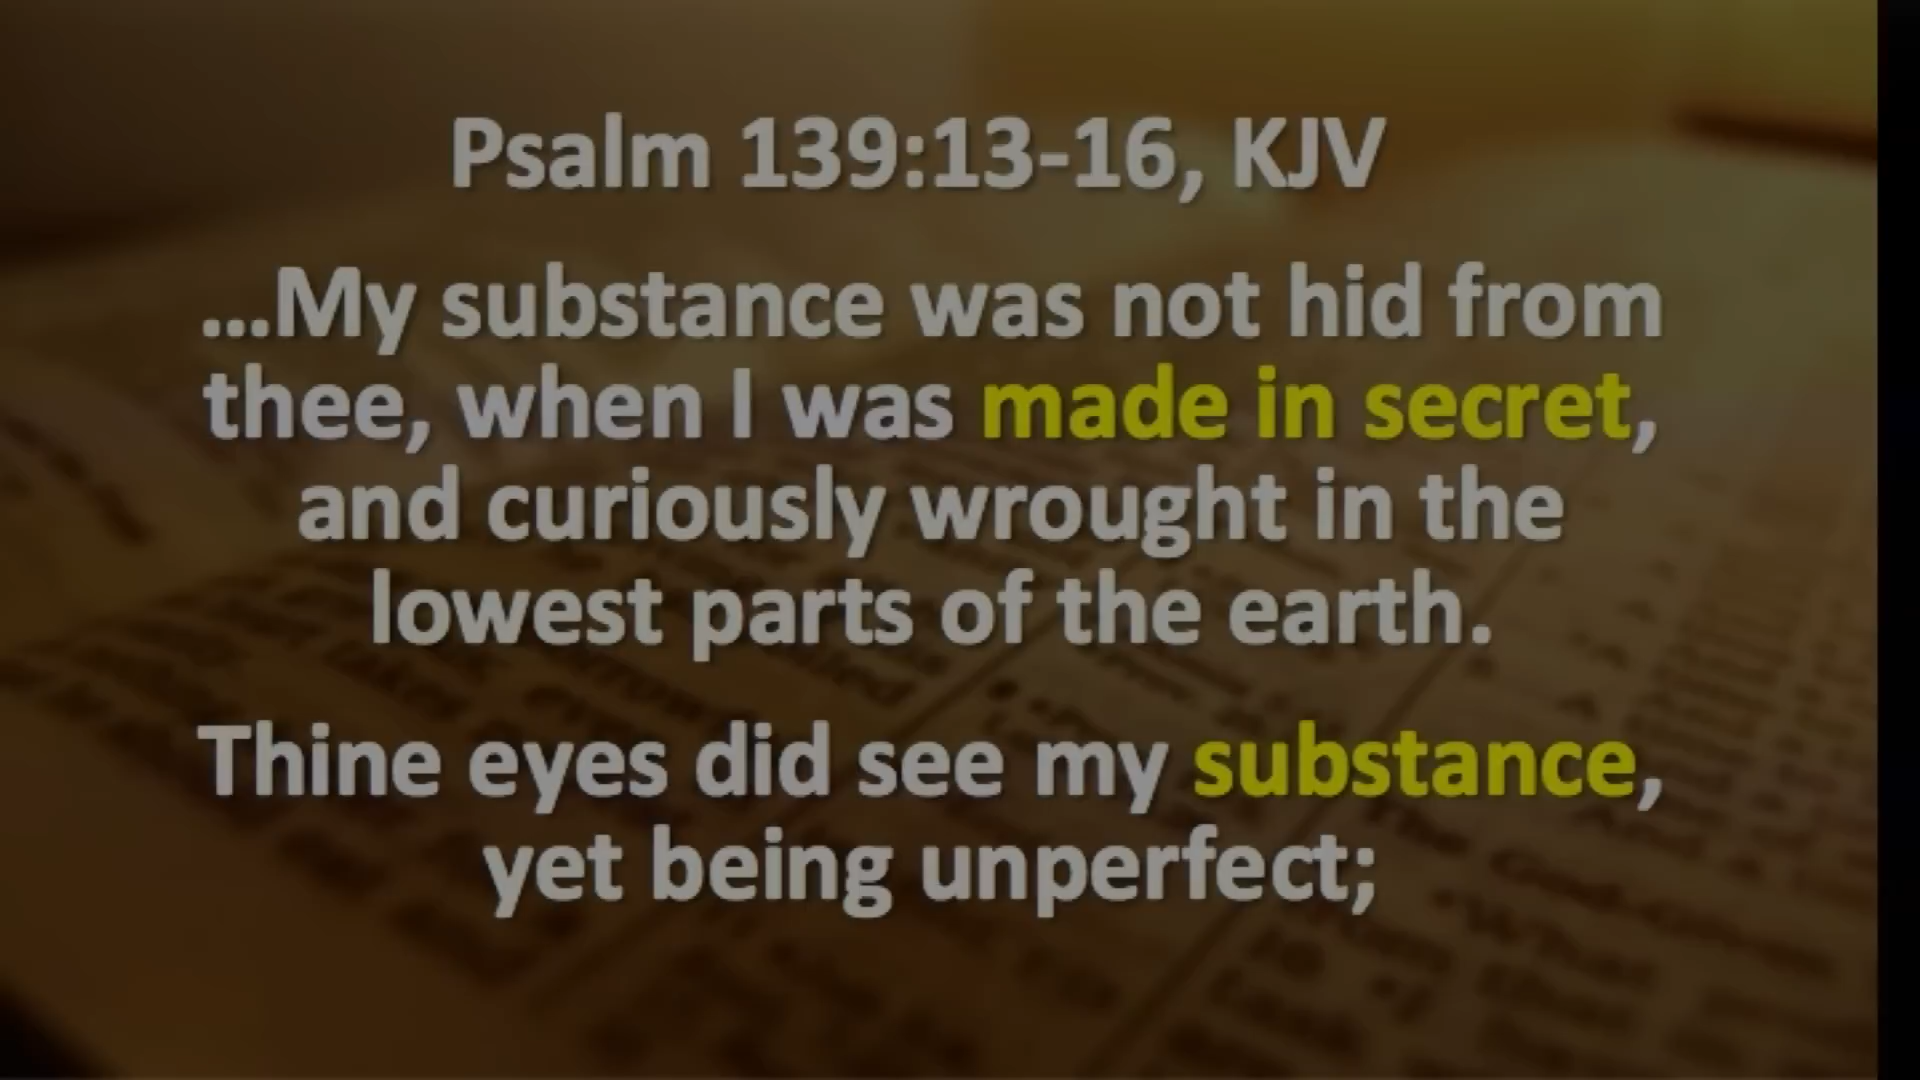 Psalm 139:13-16, KJV
...My substance was not hid from
thee, when I was made in secret,
and curiously wrought in the
lowest parts of the earth.
Thine eyes did see my substance,
yet being unperfect;